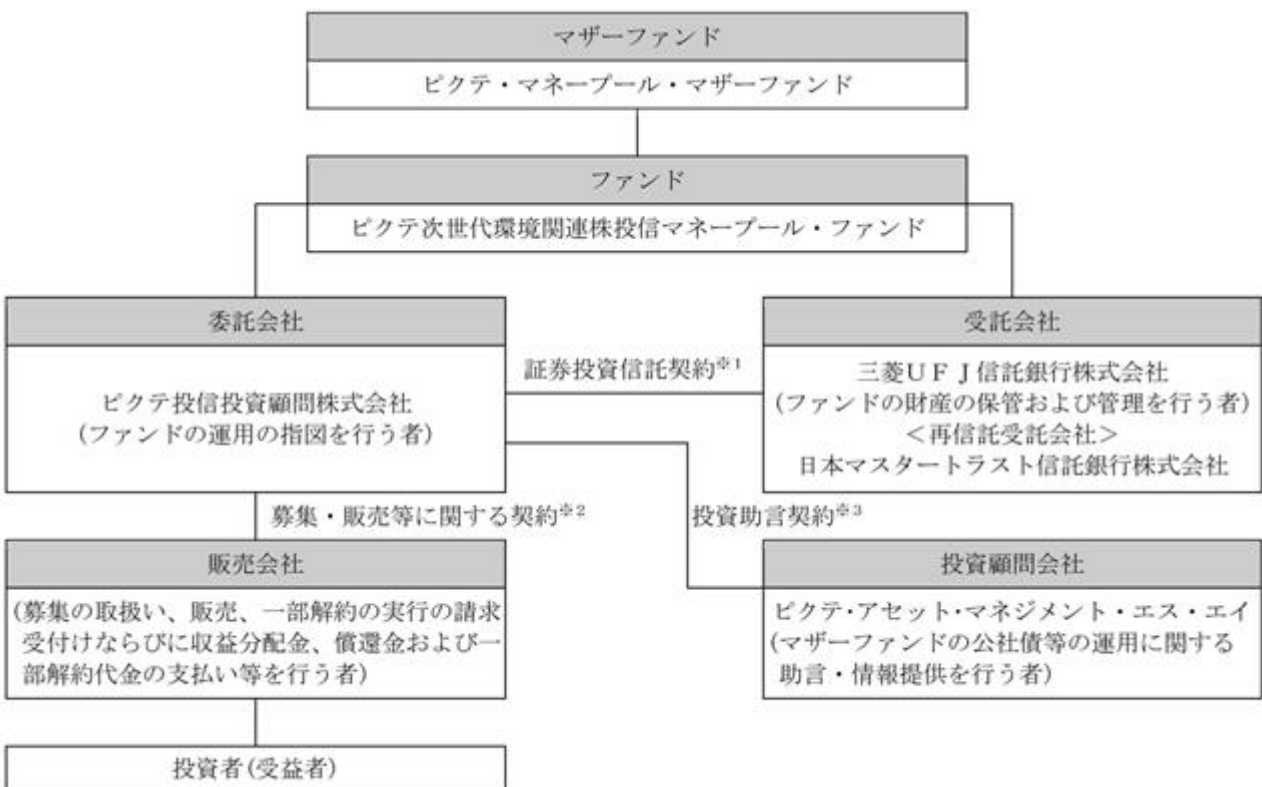 マザーファンド
ピクテ・マネープール・マザーファンド
ファンド
ピクテ次世代環境関連株投信マネープール・ファンド
委託会社
ピクテ投信投資顧問株式会社
(ファンドの運用の指図を行う者)
証券投資信託契約※1
受託会社
三菱UFJ信託銀行株式会社
(ファンドの財産の保管および管理を行う者)
<再信託受託会社>
日本マスタートラスト信託銀行株式会社
募集・販売等に関する契約※2
投資助言契約※3
販売会社
(募集の取扱い、販売、一部解約の実行の請求
受付けならびに収益分配金、償還金および一
部解約代金の支払い等を行う者)
投資顧問会社
ピクテ・アセット・マネジメント・エス・エイ
(マザーファンドの公社債等の運用に関する
助言・情報提供を行う者)
投資者(受益者)